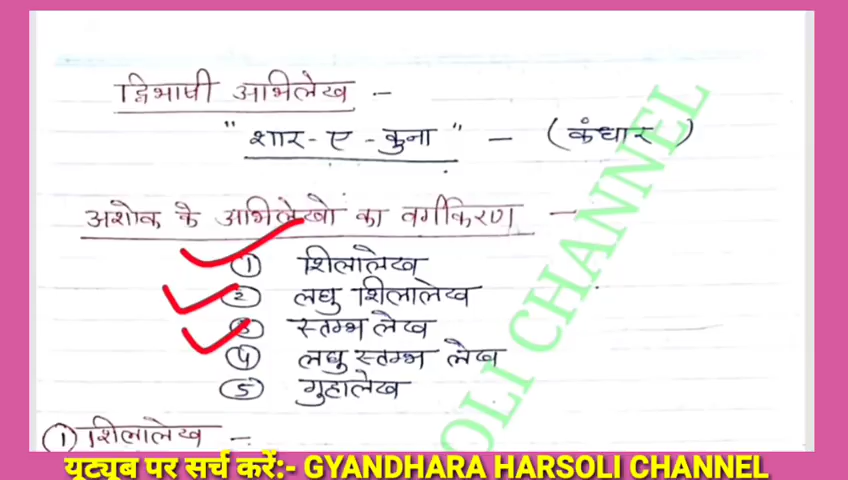 द्विभाषी अभिलेख -
"शार-ए-कुना" - (कंधार)
अशोक के अभिलेखो का वर्गीकरण -
① शिलालेख
② लघु शिलालेख
③ स्तम्भ लेख
④ लघु स्तम्भ लेख
⑤ गुहालेख
① शिलालेख -
OLI CHANNEL
यूट्यूब पर सर्च करें:- GYANDHARA HARSOLI CHANNEL